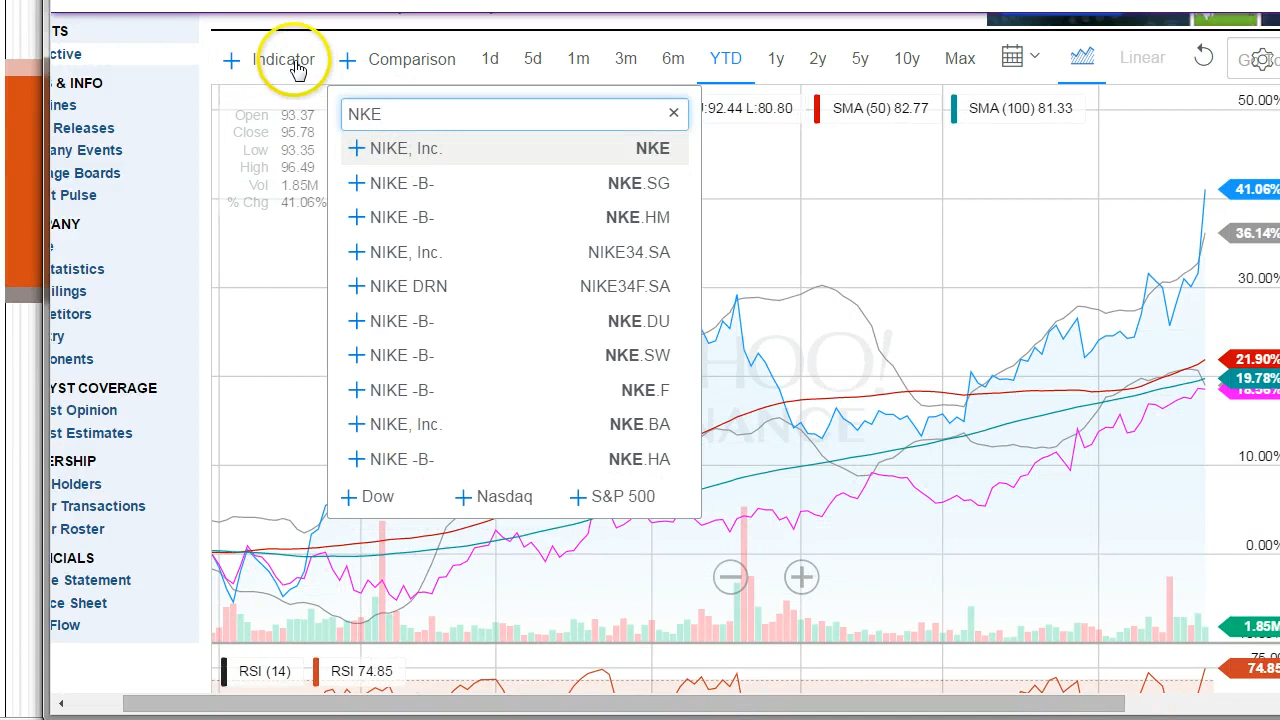 TS
ctive
& INFO
ines
Releases
any Events
nge Boards
t Pulse
ANY
e
tatistics
ilings
etitors
ry
onents
YST COVERAGE
st Opinion
st Estimates
ERSHIP
Holders
r Transactions
r Roster
NCIALS
e Statement
ce Sheet
Flow
+ Indicator + Comparison 1d 5d 1m 3m 6m YTD 1y 2y 5y 10y Max Linear
Open 93.37
Close 95.78
Low 93.35
High 96.49
Vol 1.85M
% Chg 41.06%
NKE ×
+ NIKE, Inc. NKE
+ NIKE -B- NKE.SG
+ NIKE -B- NKE.HM
+ NIKE, Inc. NIKE34.SA
+ NIKE DRN NIKE34F.SA
+ NIKE -B- NKE.DU
+ NIKE -B- NKE.SW
+ NIKE -B- NKE.F
+ NIKE, Inc. NKE.BA
+ NIKE -B- NKE.HA
+ Dow + Nasdaq + S&P 500
:92.44 L:80.80 SMA (50) 82.77 SMA (100) 81.33
HOO!
NANCE
50.00%
41.06%
36.14%
30.00%
21.90%
19.78%
10.00%
0.00%
1.85M
RSI (14) RSI 74.85
74.85